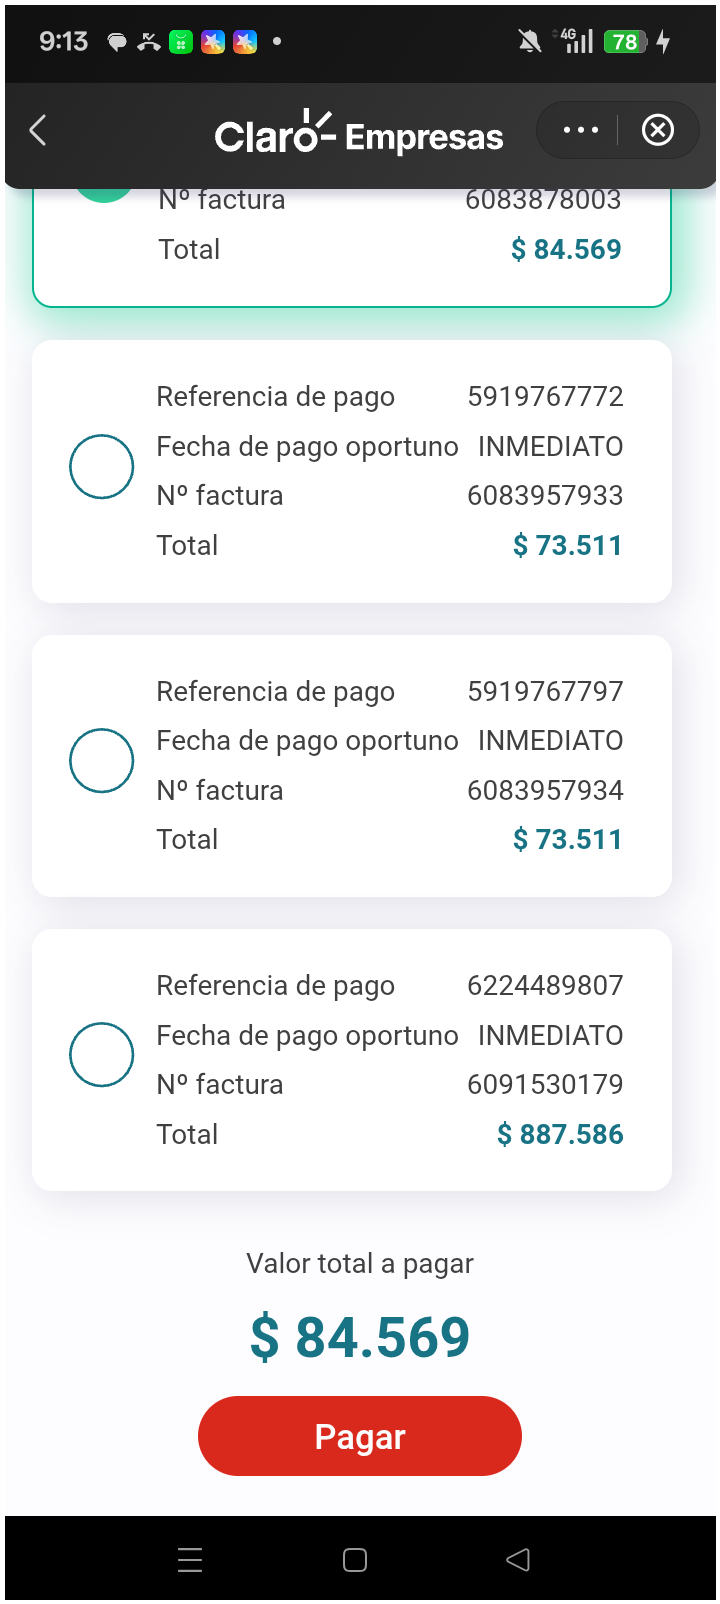 9:13 4G 78
Claro Empresas
Nº factura 6083878003
Total $ 84.569
Referencia de pago 5919767772
Fecha de pago oportuno INMEDIATO
Nº factura 6083957933
Total $ 73.511
Referencia de pago 5919767797
Fecha de pago oportuno INMEDIATO
Nº factura 6083957934
Total $ 73.511
Referencia de pago 6224489807
Fecha de pago oportuno INMEDIATO
Nº factura 6091530179
Total $ 887.586
Valor total a pagar
$ 84.569
Pagar